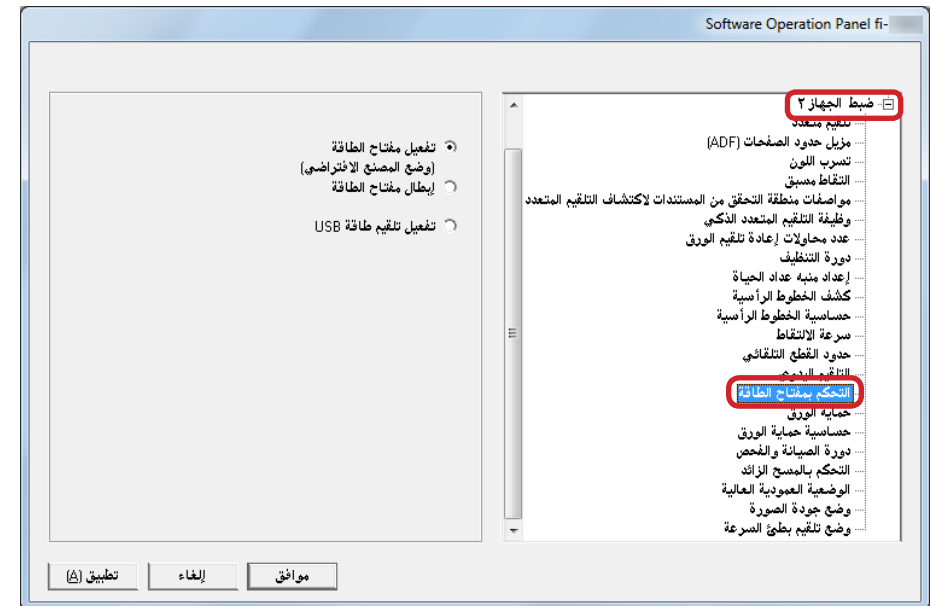 Software Operation Panel fi-
ضبط الجهاز ٢
تلقيم متعدد
مزيل حدود الصفحات (ADF)
تسرب اللون
التقاط مسبق
مواصفات منطقة التحقق من المستندات لاكتشاف التلقيم المتعدد
وظيفة التلقيم المتعدد الذكي
عدد محاولات إعادة تلقيم الورق
دورة التنظيف
إعداد منبه عداد الحياة
كشف الخطوط الرأسية
حساسية الخطوط الرأسية
سرعة الالتقاط
حدود القطع التلقائي
التلقيم اليدوي
التحكم بمفتاح الطاقة
حماية الورق
حساسية حماية الورق
دورة الصيانة والفحص
التحكم بالمسح الزائد
الوضعية العمودية العالية
وضع جودة الصورة
وضع تلقيم بطئ السرعة
تفعيل مفتاح الطاقة
(وضع المصنع الافتراضي)
إبطال مفتاح الطاقة
تفعيل تلقيم طاقة USB
موافق
إلغاء
تطبيق (A)